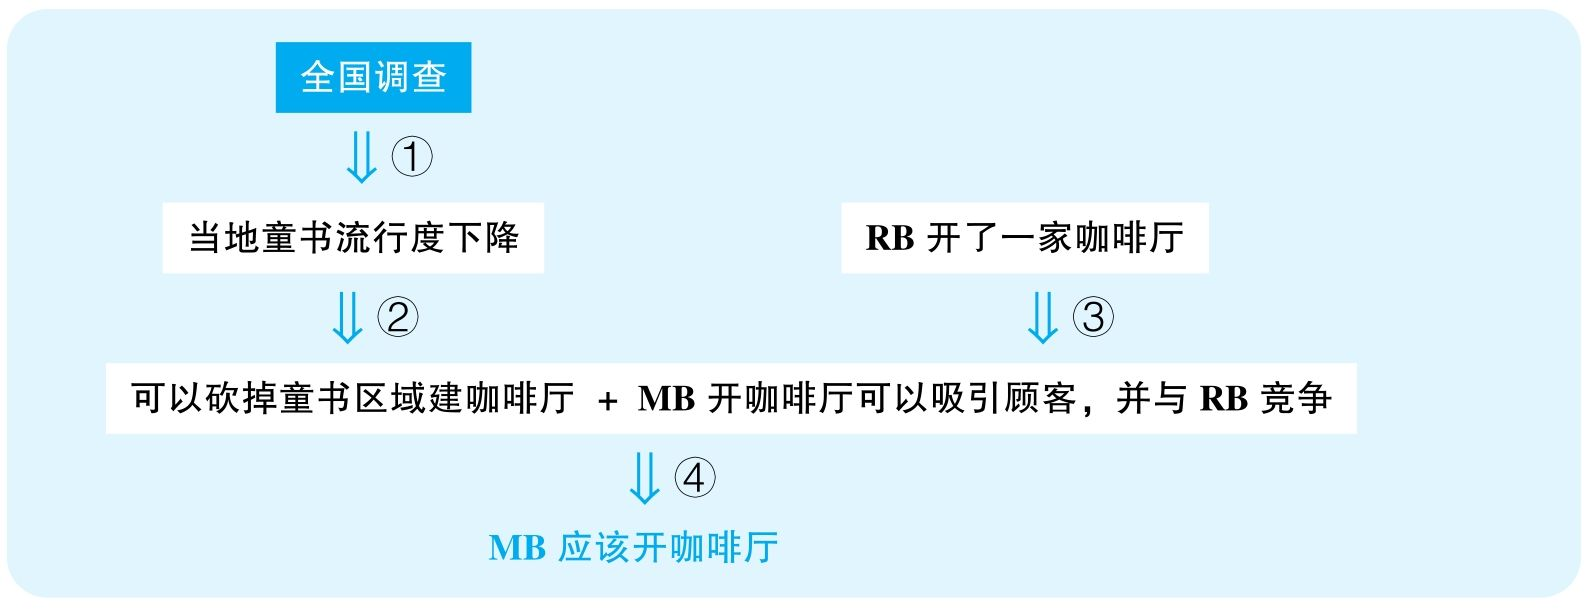 全国调查
①
当地童书流行度下降
RB 开了一家咖啡厅
②
③
可以砍掉童书区域建咖啡厅 + MB 开咖啡厅可以吸引顾客，并与 RB 竞争
④
MB 应该开咖啡厅